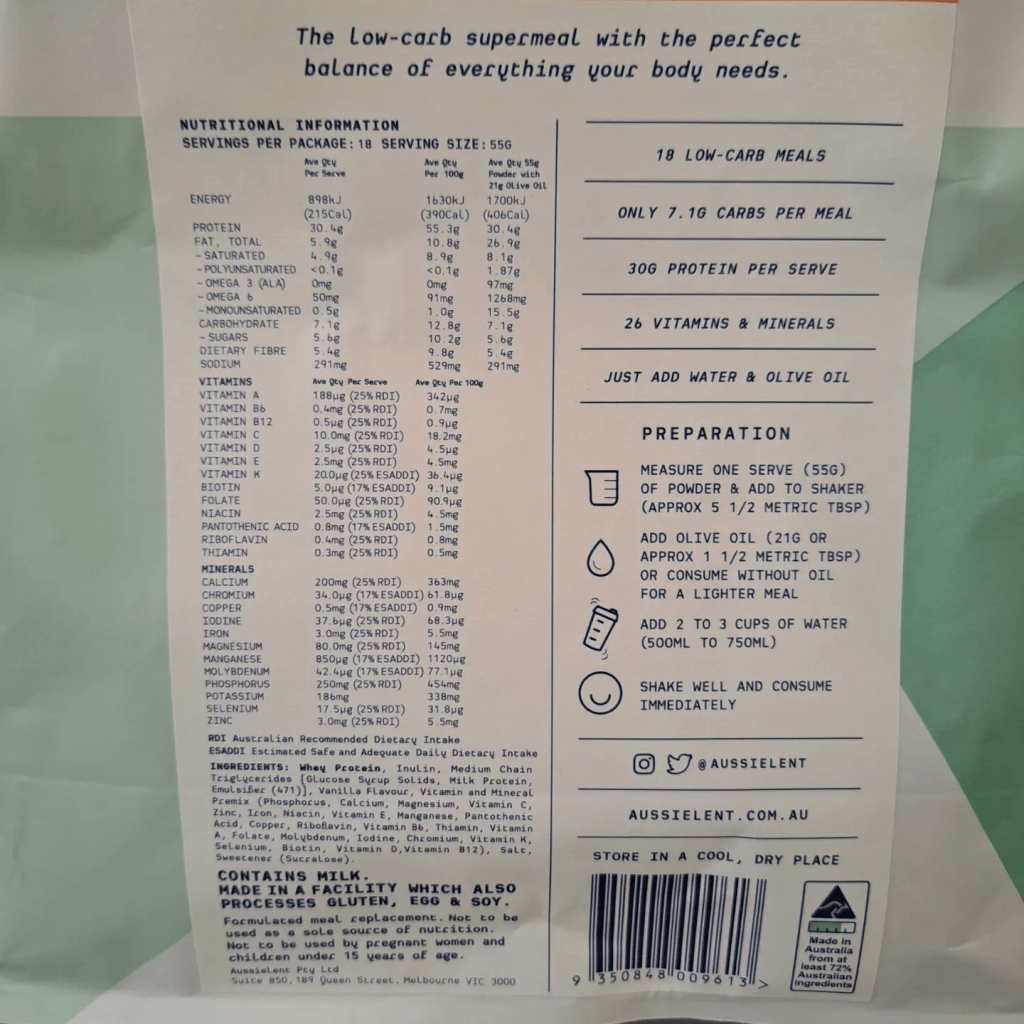 The Low-carb supermeal with the perfect
balance of everything your body needs.
NUTRITIONAL INFORMATION
SERVINGS PER PACKAGE: 18 SERVING SIZE: 55G
Ave Qty Per Serve Ave Qty Per 100g Ave Qty 55g Powder with 21g Olive Oil
ENERGY 898kJ 1630kJ 1700kJ
(215Cal) (390Cal) (406Cal)
PROTEIN 30.4g 55.3g 30.4g
FAT, TOTAL 5.9g 10.8g 26.9g
- SATURATED 4.9g 8.9g 8.1g
- POLYUNSATURATED <0.1g <0.1g 1.87g
- OMEGA 3 (ALA) 0mg 0mg 97mg
- OMEGA 6 50mg 91mg 1268mg
- MONOUNSATURATED 0.5g 1.0g 15.5g
CARBOHYDRATE 7.1g 12.8g 7.1g
- SUGARS 5.6g 10.2g 5.6g
DIETARY FIBRE 5.4g 9.8g 5.4g
SODIUM 291mg 529mg 291mg
VITAMINS Ave Qty Per Serve Ave Qty Per 100g
VITAMIN A 188µg (25% RDI) 342µg
VITAMIN B6 0.4mg (25% RDI) 0.7mg
VITAMIN B12 0.5µg (25% RDI) 0.9µg
VITAMIN C 10.0mg (25% RDI) 18.2mg
VITAMIN D 2.5µg (25% RDI) 4.5µg
VITAMIN E 2.5mg (25% RDI) 4.5mg
VITAMIN K 20.0µg (25% ESADDI) 36.4µg
BIOTIN 5.0µg (17% ESADDI) 9.1µg
FOLATE 50.0µg (25% RDI) 90.9µg
NIACIN 2.5mg (25% RDI) 4.5mg
PANTOTHENIC ACID 0.8mg (17% ESADDI) 1.5mg
RIBOFLAVIN 0.4mg (25% RDI) 0.8mg
THIAMIN 0.3mg (25% RDI) 0.5mg
MINERALS
CALCIUM 200mg (25% RDI) 363mg
CHROMIUM 34.0µg (17% ESADDI) 61.8µg
COPPER 0.5mg (17% ESADDI) 0.9mg
IODINE 37.6µg (25% RDI) 68.3µg
IRON 3.0mg (25% RDI) 5.5mg
MAGNESIUM 80.0mg (25% RDI) 145mg
MANGANESE 850µg (17% ESADDI) 1120µg
MOLYBDENUM 42.4µg (17% ESADDI) 77.1µg
PHOSPHORUS 250mg (25% RDI) 454mg
POTASSIUM 186mg 338mg
SELENIUM 17.5µg (25% RDI) 31.8µg
ZINC 3.0mg (25% RDI) 5.5mg
RDI Australian Recommended Dietary Intake
ESADDI Estimated Safe and Adequate Daily Dietary Intake
INGREDIENTS: Whey Protein, Inulin, Medium Chain
Triglycerides [Glucose Syrup Solids, Milk Protein,
Emulsifier (471)], Vanilla Flavour, Vitamin and Mineral
Premix (Phosphorus, Calcium, Magnesium, Vitamin C,
Zinc, Iron, Niacin, Vitamin E, Manganese, Pantothenic
Acid, Copper, Riboflavin, Vitamin B6, Thiamin, Vitamin
A, Folate, Molybdenum, Iodine, Chromium, Vitamin K,
Selenium, Biotin, Vitamin D,Vitamin B12), Salt,
Sweetener (Sucralose).
CONTAINS MILK.
MADE IN A FACILITY WHICH ALSO
PROCESSES GLUTEN, EGG & SOY.
Formulated meal replacement. Not to be
used as a sole source of nutrition.
Not to be used by pregnant women and
children under 15 years of age.
Aussielent Pty Ltd
Suite 850, 189 Queen Street, Melbourne VIC 3000
18 LOW-CARB MEALS
ONLY 7.1G CARBS PER MEAL
30G PROTEIN PER SERVE
26 VITAMINS & MINERALS
JUST ADD WATER & OLIVE OIL
PREPARATION
MEASURE ONE SERVE (55G)
OF POWDER & ADD TO SHAKER
(APPROX 5 1/2 METRIC TBSP)
ADD OLIVE OIL (21G OR
APPROX 1 1/2 METRIC TBSP)
OR CONSUME WITHOUT OIL
FOR A LIGHTER MEAL
ADD 2 TO 3 CUPS OF WATER
(500ML TO 750ML)
SHAKE WELL AND CONSUME
IMMEDIATELY
@AUSSIELENT
AUSSIELENT.COM.AU
STORE IN A COOL, DRY PLACE
9 350848 009613 >
Made in
Australia
from at
least 72%
Australian
ingredients